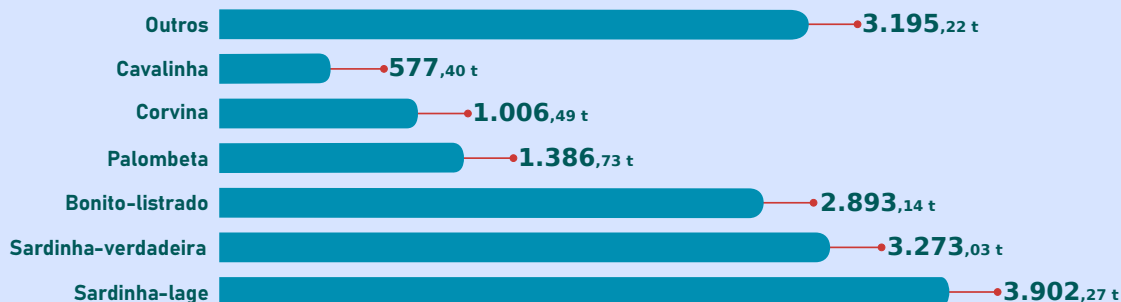 Outros 3.195,22 t
Cavalinha 577,40 t
Corvina 1.006,49 t
Palombeta 1.386,73 t
Bonito-listrado 2.893,14 t
Sardinha-verdadeira 3.273,03 t
Sardinha-lage 3.902,27 t